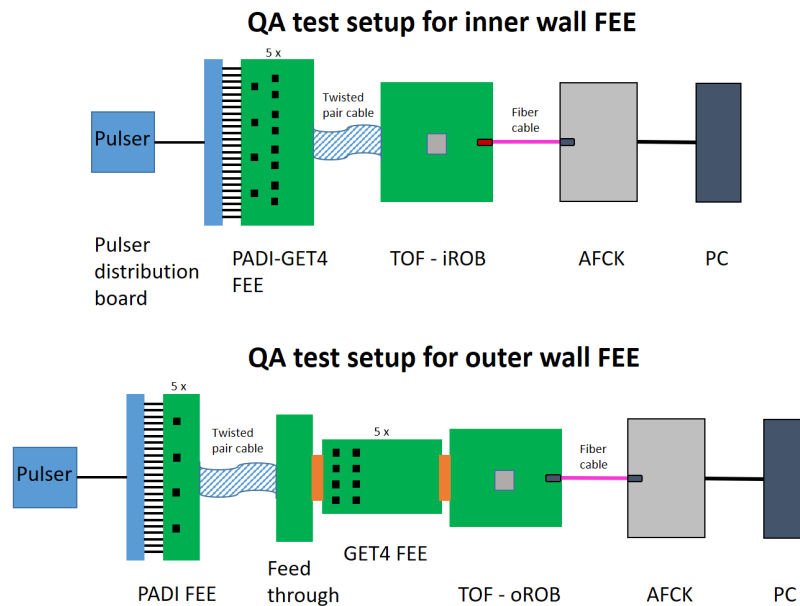 QA test setup for inner wall FEE
5 x
Twisted
pair cable
Fiber
cable
Pulser
Pulser
distribution
board
PADI-GET4
FEE
TOF - iROB
AFCK
PC
QA test setup for outer wall FEE
5 x
Twisted
pair cable
5 x
Fiber
cable
Pulser
GET4 FEE
PADI FEE
Feed
through
TOF - oROB
AFCK
PC